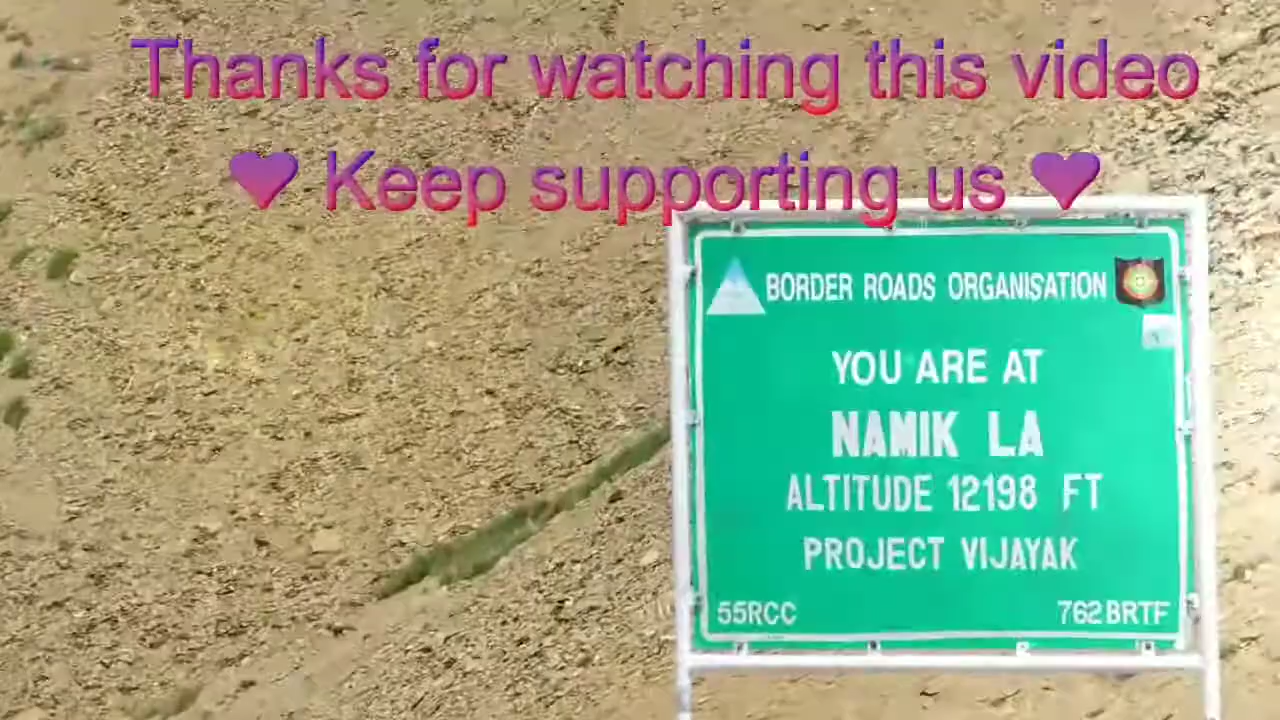 Thanks for watching this video
♥ Keep supporting us ♥
BORDER ROADS ORGANISATION
YOU ARE AT
NAMIK LA
ALTITUDE 12198 FT
PROJECT VIJAYAK
55RCC 762BRTF